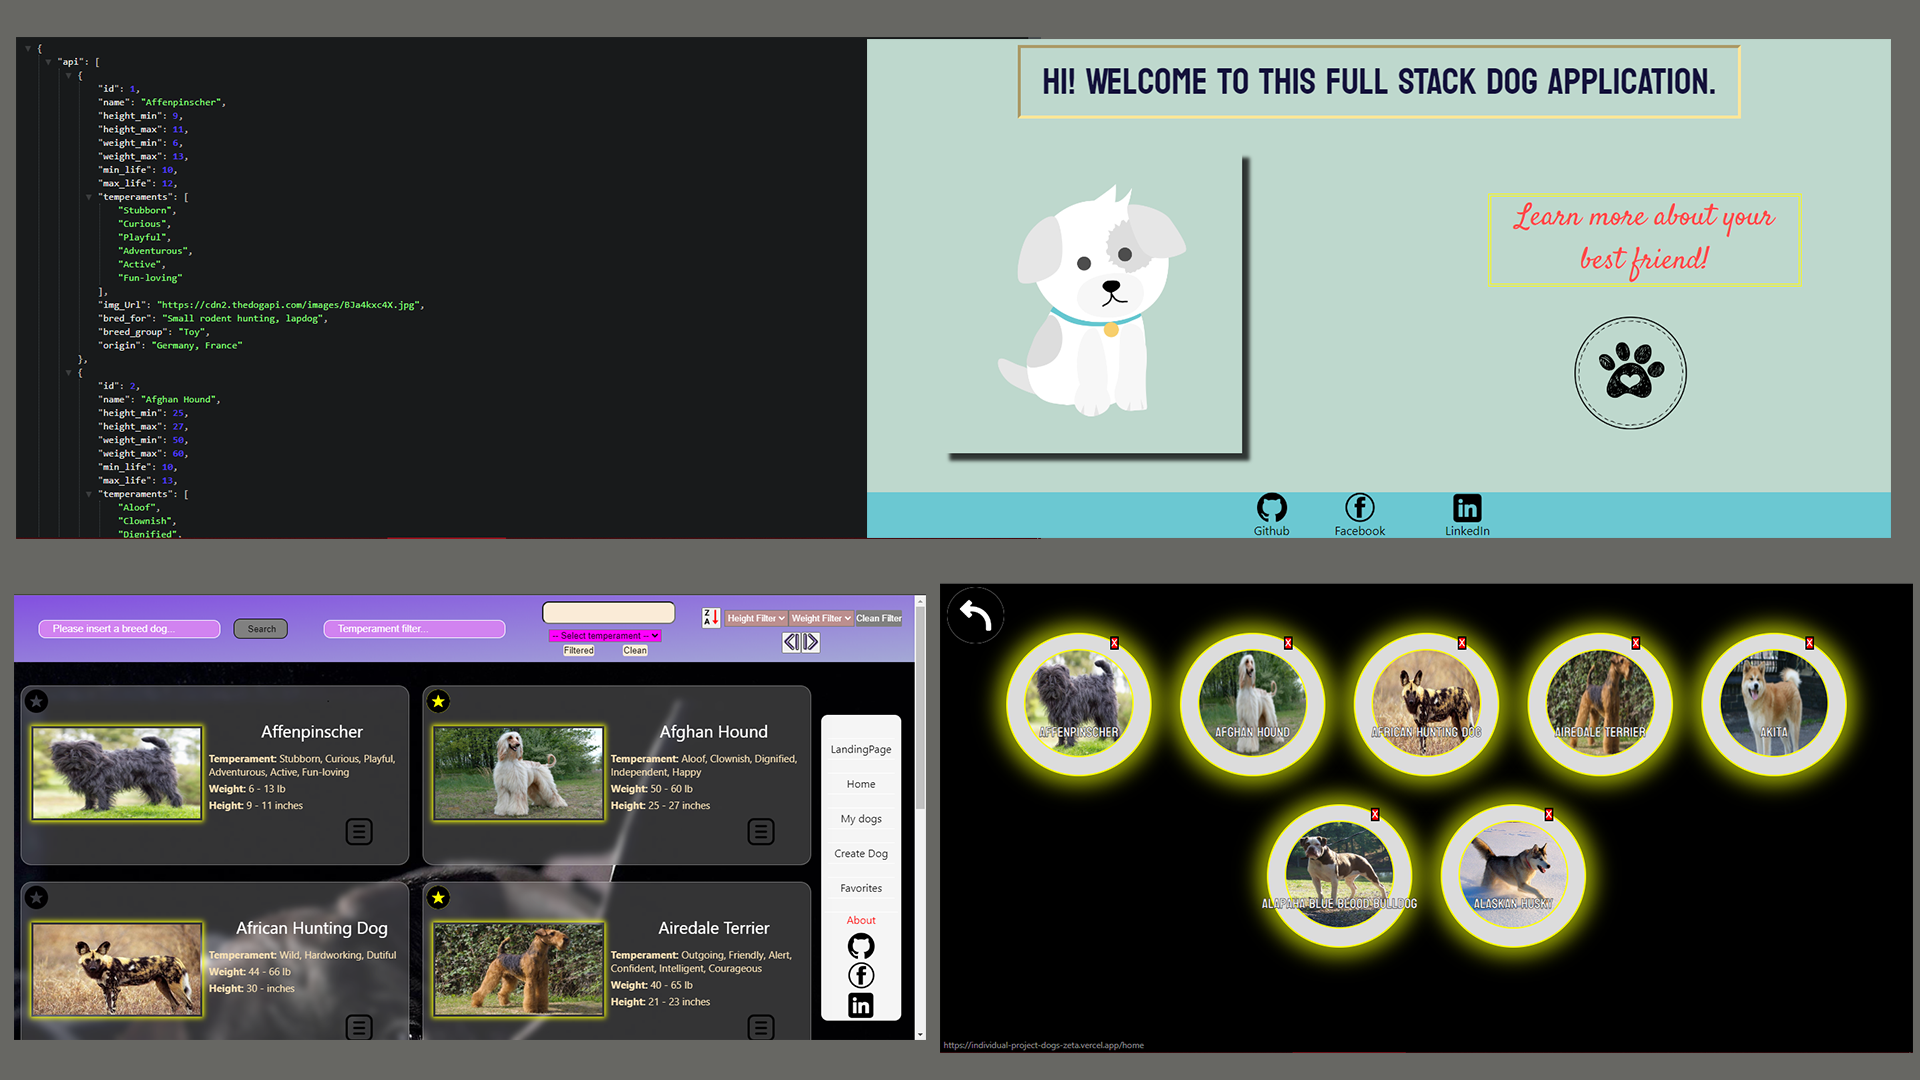 {
"api": [
{
"id": 1,
"name": "Affenpinscher",
"height_min": 9,
"height_max": 11,
"weight_min": 6,
"weight_max": 13,
"min_life": 10,
"max_life": 12,
"temperaments": [
"Stubborn",
"Curious",
"Playful",
"Adventurous",
"Active",
"Fun-loving"
],
"img_Url": "https://cdn2.thedogapi.com/images/BJa4kxc4X.jpg",
"bred_for": "Small rodent hunting, lapdog",
"breed_group": "Toy",
"origin": "Germany, France"
},
{
"id": 2,
"name": "Afghan Hound",
"height_min": 25,
"height_max": 27,
"weight_min": 50,
"weight_max": 60,
"min_life": 10,
"max_life": 13,
"temperaments": [
"Aloof",
"Clownish",
"Dignified",
HI! WELCOME TO THIS FULL STACK DOG APPLICATION.
Learn more about your
best friend!
Github Facebook LinkedIn
Please insert a breed dog...
Search
Temperament filter...
-- Select temperament --
Filtered Clean
Z
A
Height Filter Weight Filter Clean Filter
Affenpinscher
Temperament: Stubborn, Curious, Playful,
Adventurous, Active, Fun-loving
Weight: 6 - 13 lb
Height: 9 - 11 inches
Afghan Hound
Temperament: Aloof, Clownish, Dignified,
Independent, Happy
Weight: 50 - 60 lb
Height: 25 - 27 inches
African Hunting Dog
Temperament: Wild, Hardworking, Dutiful
Weight: 44 - 66 lb
Height: 30 - inches
Airedale Terrier
Temperament: Outgoing, Friendly, Alert,
Confident, Intelligent, Courageous
Weight: 40 - 65 lb
Height: 21 - 23 inches
LandingPage
Home
My dogs
Create Dog
Favorites
About
X X X X X
AFFENPINSCHER AFGHAN HOUND AFRICAN HUNTING DOG AIREDALE TERRIER AKITA
X X
ALAPAHA BLUE BLOOD BULLDOG ALASKAN HUSKY
https://individual-project-dogs-zeta.vercel.app/home